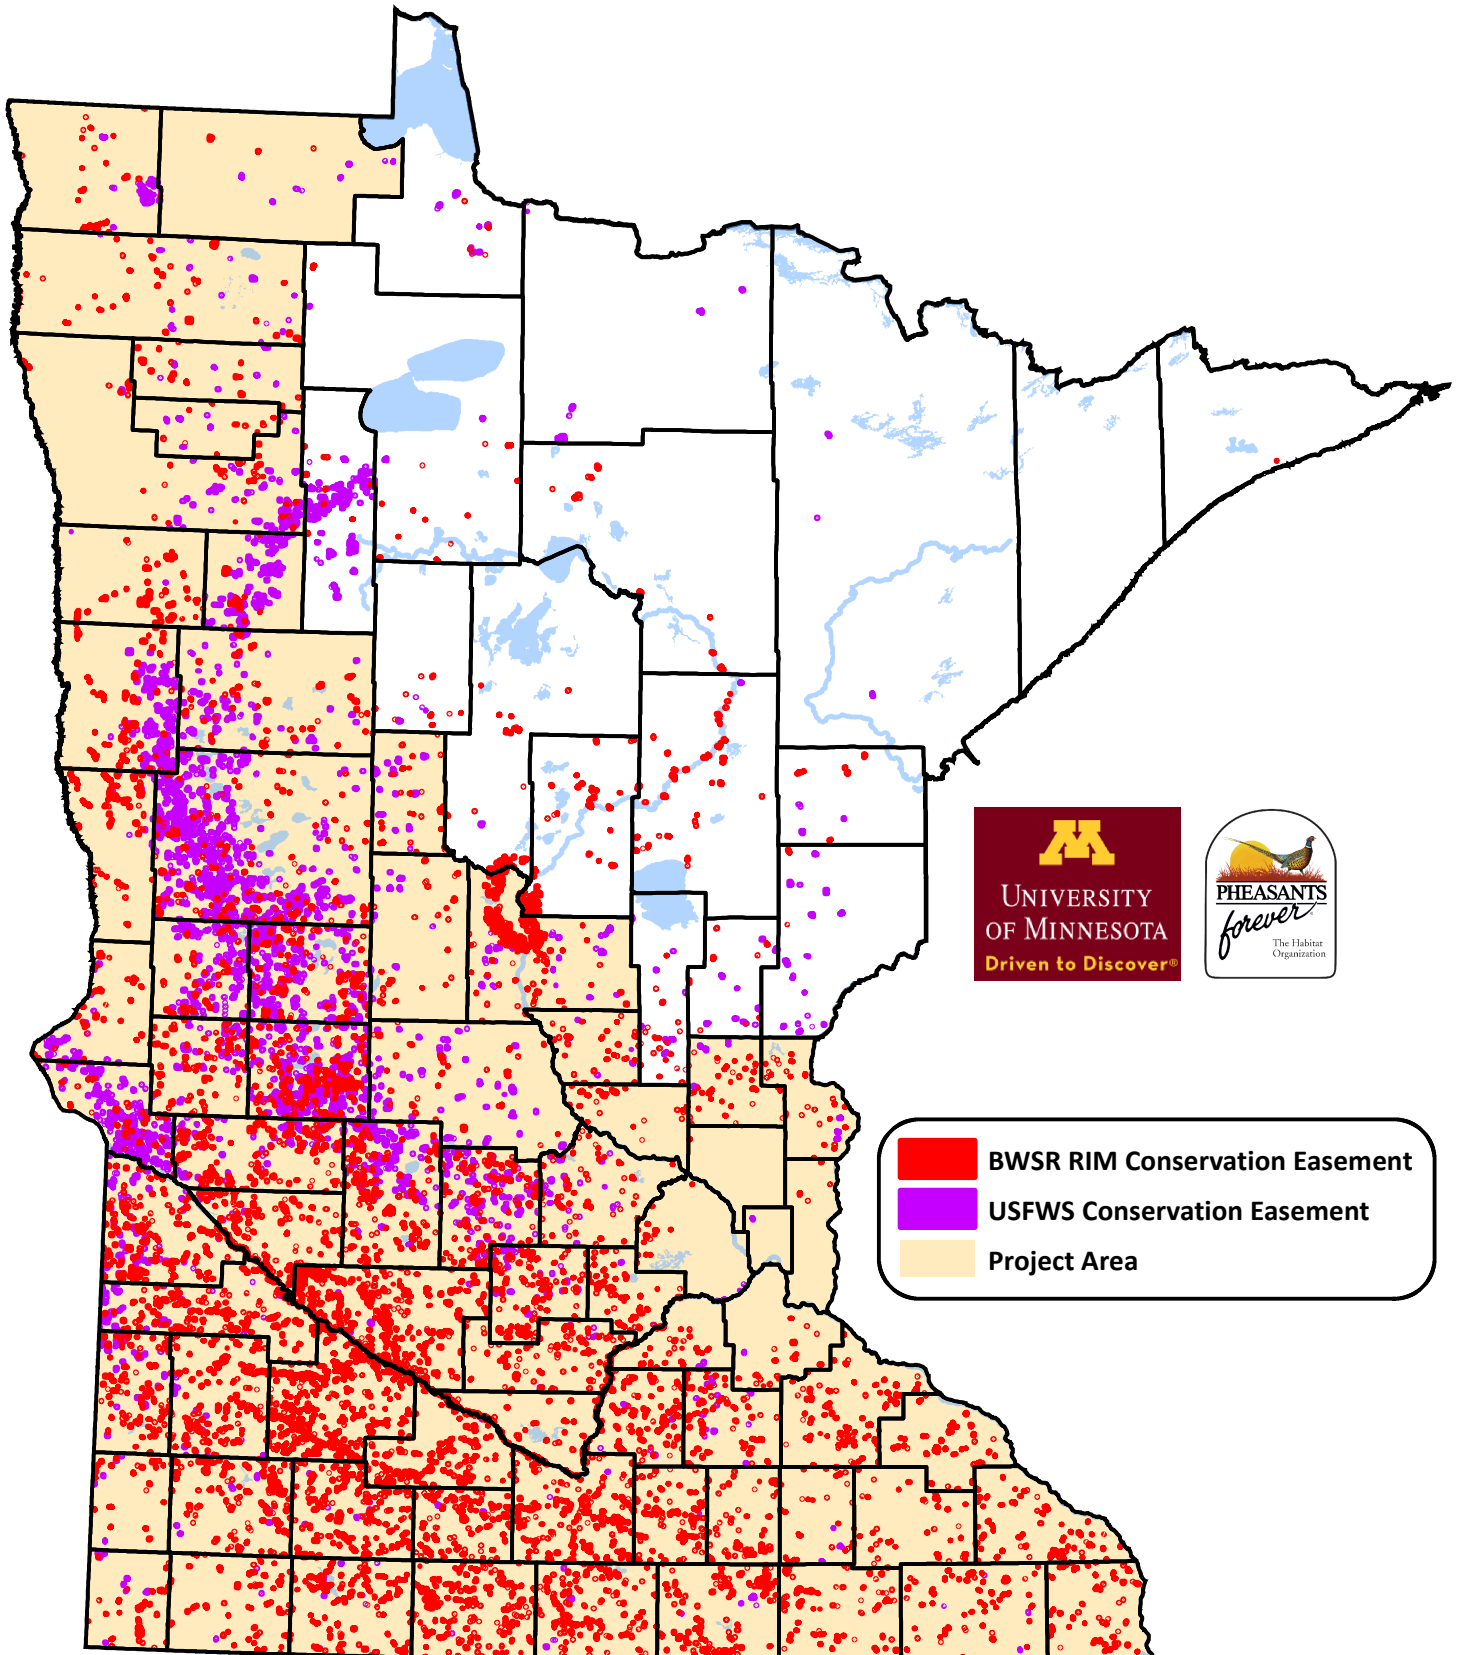 UNIVERSITY
OF MINNESOTA
Driven to Discover®
PHEASANTS
forever
The Habitat
Organization
BWSR RIM Conservation Easement
USFWS Conservation Easement
Project Area